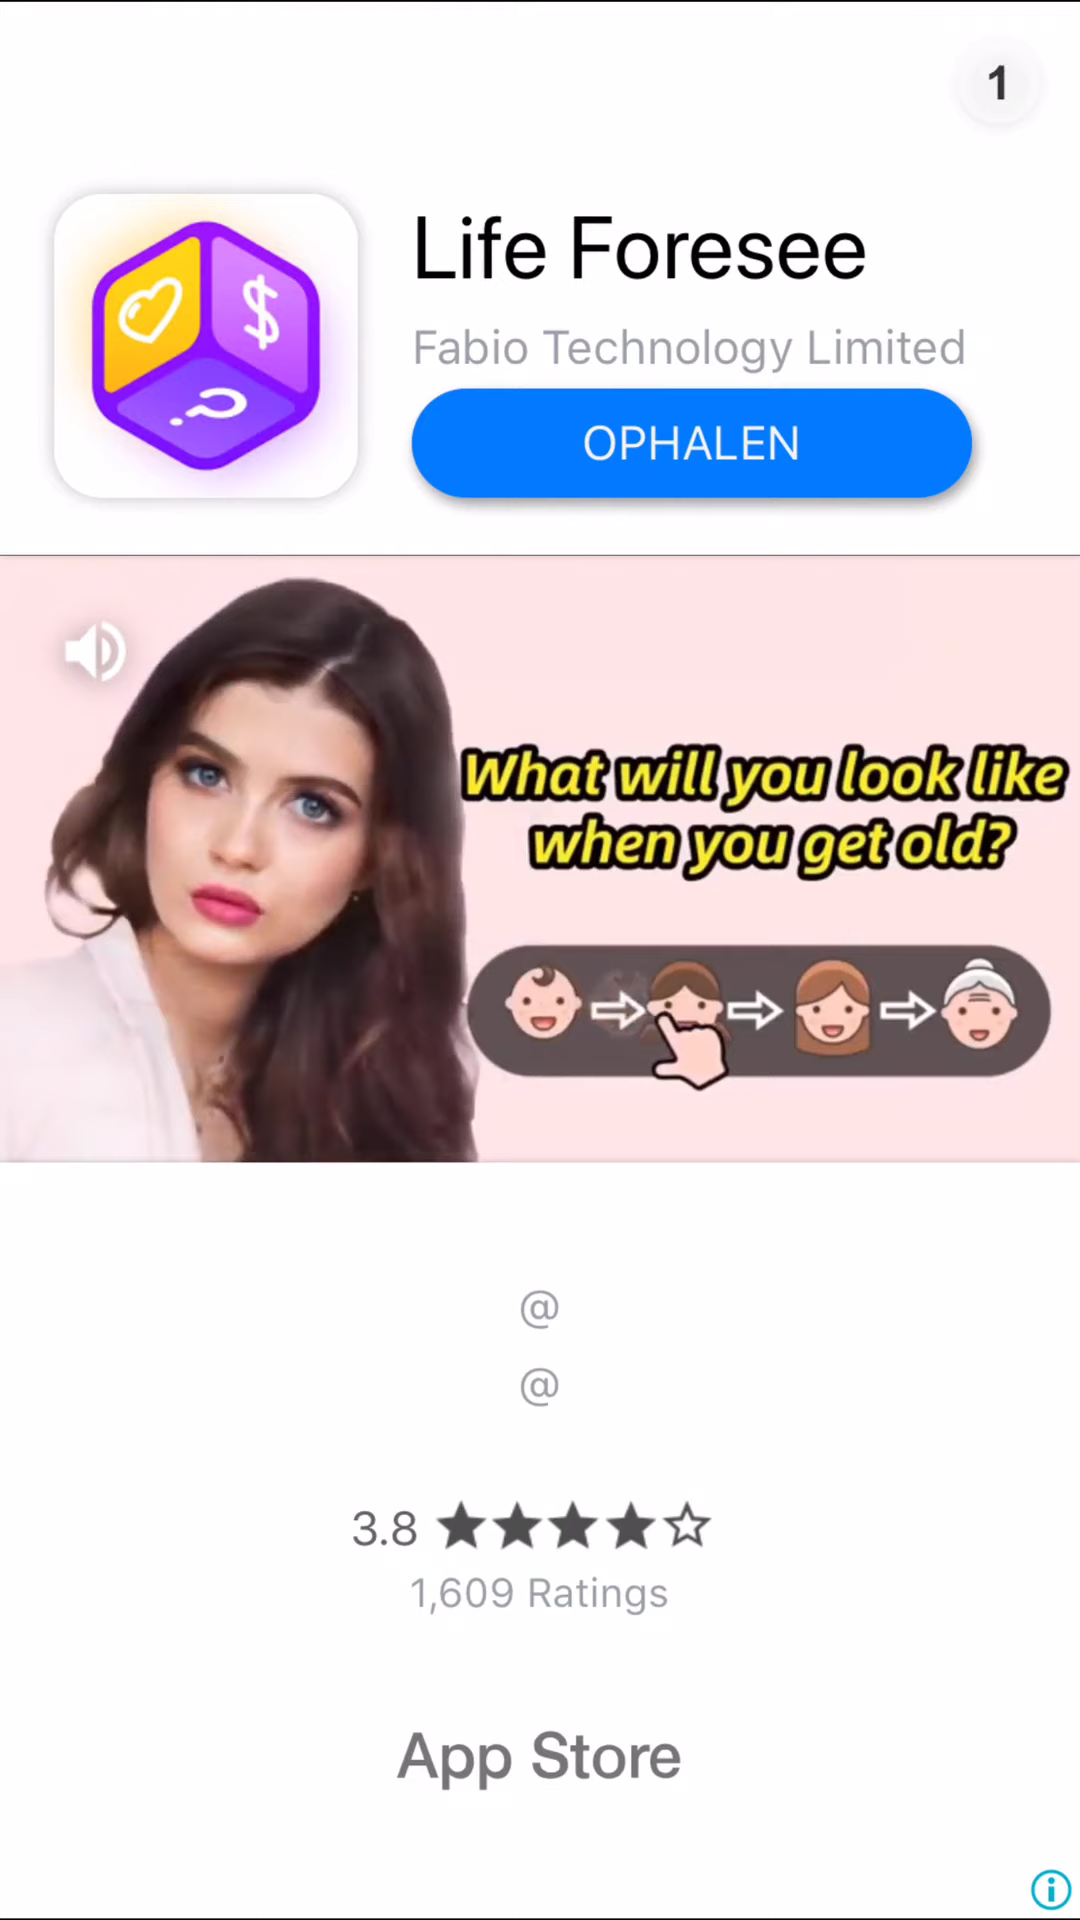 1
Life Foresee
Fabio Technology Limited
OPHALEN
$
?
What will you look like
when you get old?
@
@
3.8
1,609 Ratings
App Store